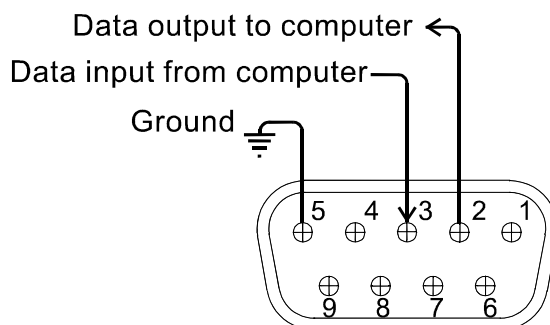 Data output to computer
Data input from computer
Ground
5 4 3 2 1
9 8 7 6